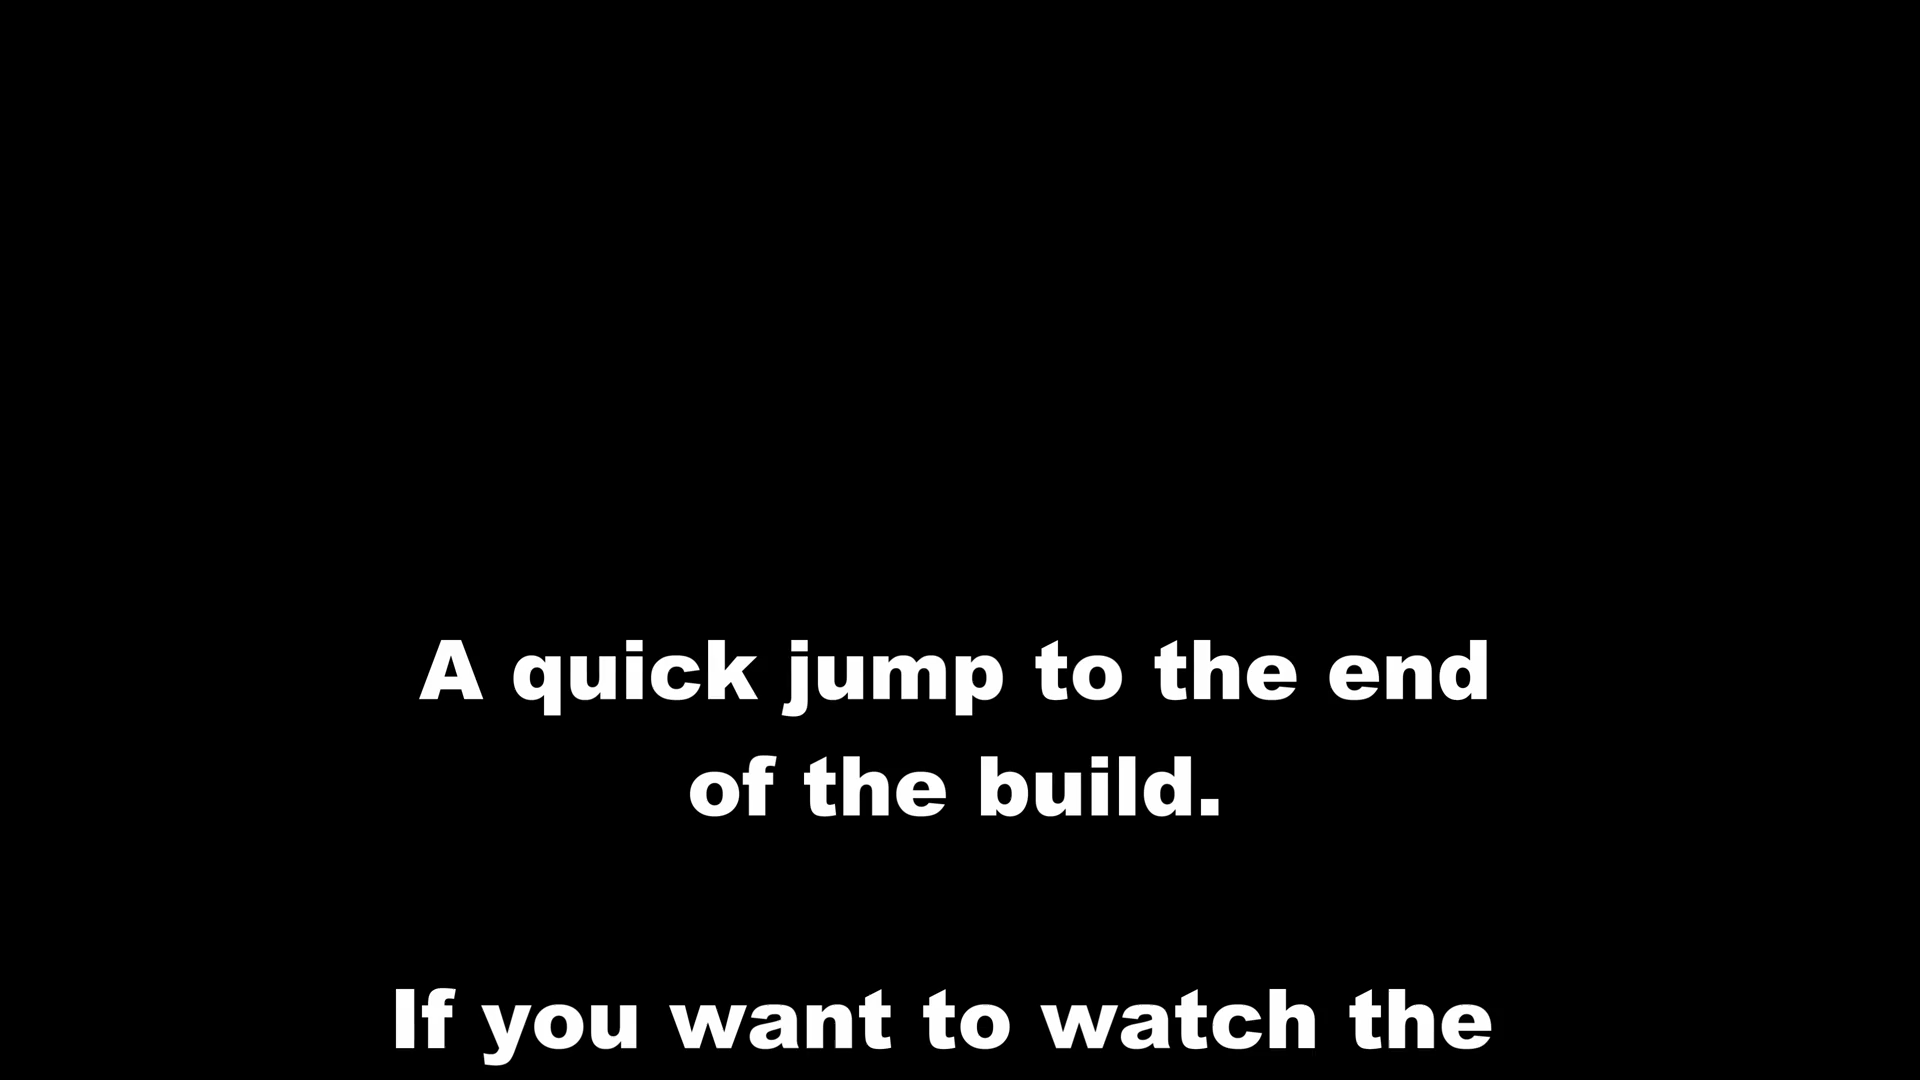 A quick jump to the end
of the build.
If you want to watch the